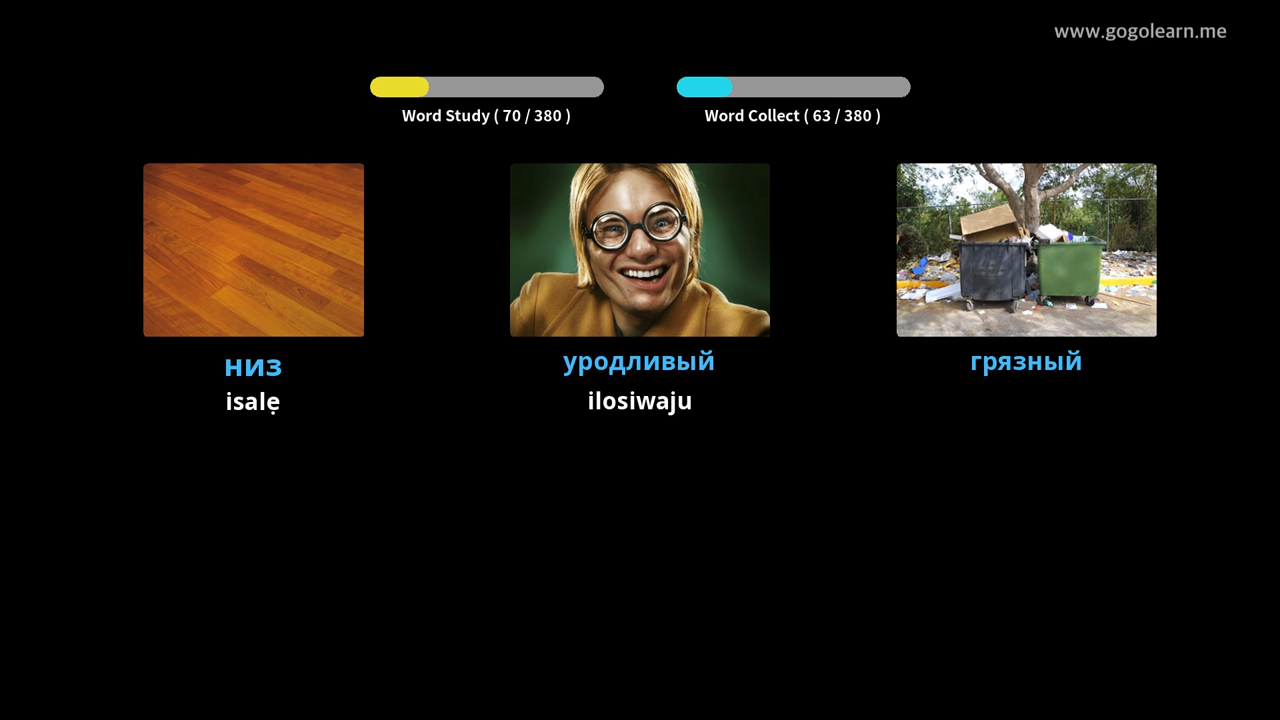 www.gogolearn.me
Word Study ( 70 / 380 )
Word Collect ( 63 / 380 )
низ
isalẹ
уродливый
ilosiwaju
грязный